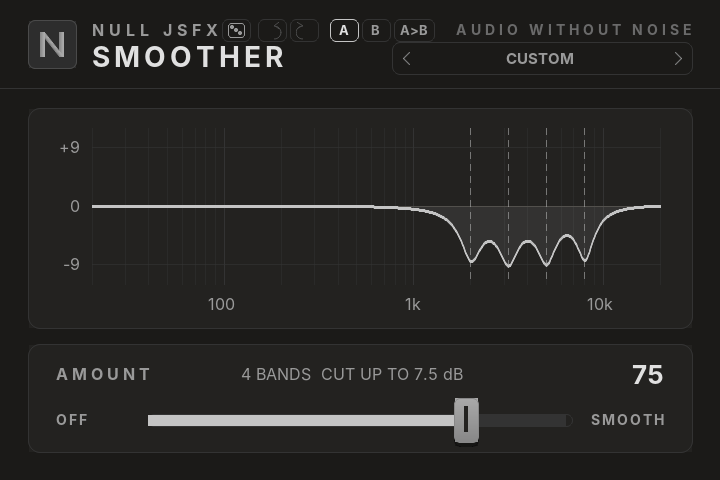 N NULL JSFX A B A>B AUDIO WITHOUT NOISE
SMOOTHER CUSTOM
+9
0
-9
100 1k 10k
AMOUNT 4 BANDS CUT UP TO 7.5 dB 75
OFF SMOOTH